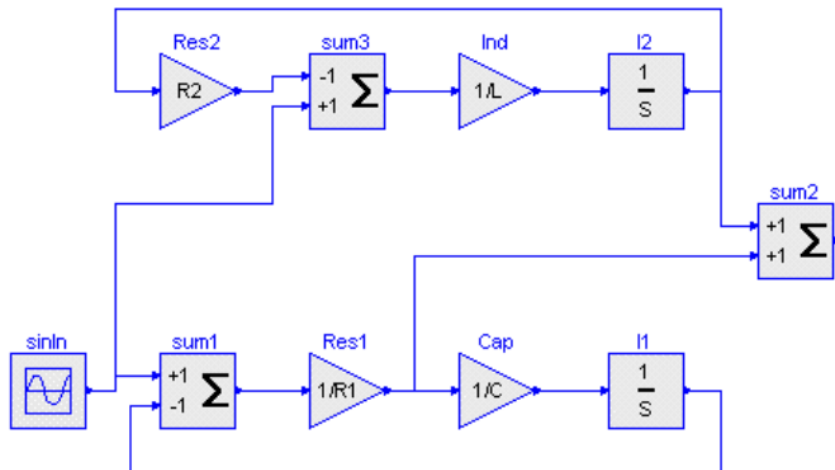 Res2
sum3
Ind
I2
R2
-1
+1
Σ
1/L
1
S
sum2
+1
+1
Σ
sinIn
sum1
Res1
Cap
I1
+1
-1
Σ
1/R1
1/C
1
S